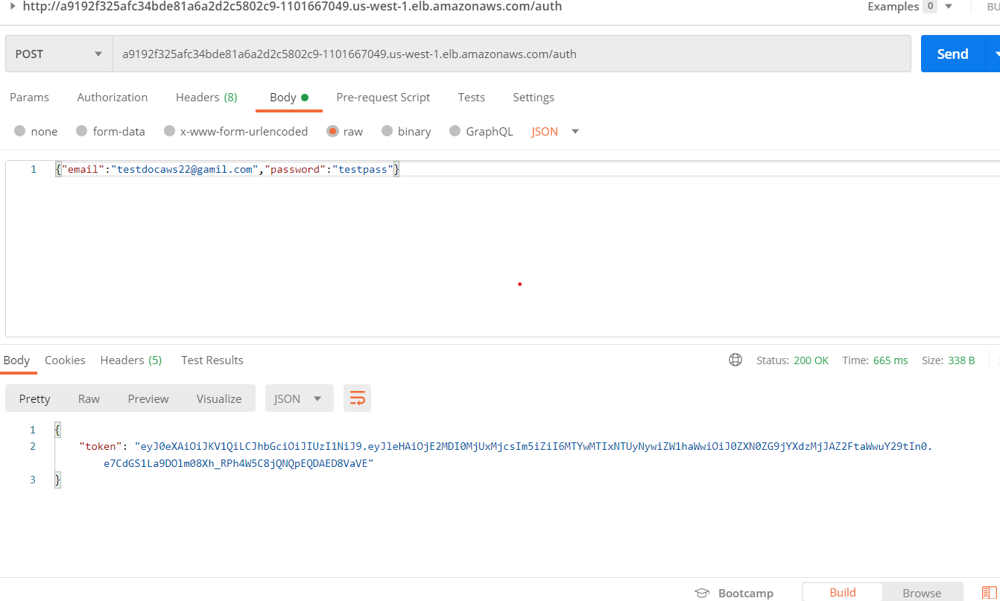 http://a9192f325afc34bde81a6a2d2c5802c9-1101667049.us-west-1.elb.amazonaws.com/auth Examples 0 BU
POST a9192f325afc34bde81a6a2d2c5802c9-1101667049.us-west-1.elb.amazonaws.com/auth Send
Params Authorization Headers (8) Body Pre-request Script Tests Settings
none form-data x-www-form-urlencoded raw binary GraphQL JSON
1 {"email":"testdocaws22@gamil.com","password":"testpass"}
Body Cookies Headers (5) Test Results Status: 200 OK Time: 665 ms Size: 338 B
Pretty Raw Preview Visualize JSON
1 {
2 "token": "eyJ0eXAiOiJKV1QiLCJhbGciOiJIUzI1NiJ9.eyJleHAiOjE2MDI0MjUxMjcsIm5iZiI6MTYwMTIxNTUyNywiZW1haWwiOiJ0ZXN0ZG9jYXdzMjJAZ2FtaWwuY29tIn0.
e7CdGS1La9DOlm08Xh_RPh4W5C8jQNQpEQDAED8VaVE"
3 }
Bootcamp Build Browse